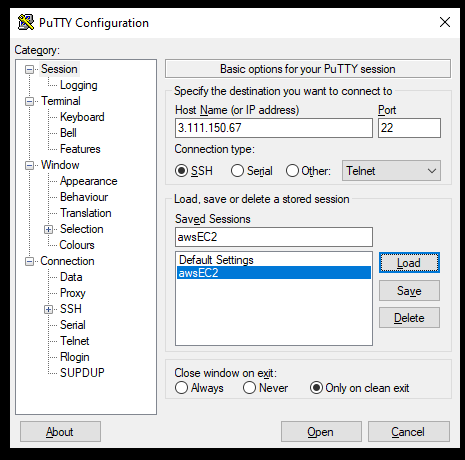 PuTTY Configuration
Category:
Session
Logging
Terminal
Keyboard
Bell
Features
Window
Appearance
Behaviour
Translation
Selection
Colours
Connection
Data
Proxy
SSH
Serial
Telnet
Rlogin
SUPDUP
Basic options for your PuTTY session
Specify the destination you want to connect to
Host Name (or IP address) Port
3.111.150.67 22
Connection type:
SSH Serial Other: Telnet
Load, save or delete a stored session
Saved Sessions
awsEC2
Default Settings
awsEC2
Load
Save
Delete
Close window on exit:
Always Never Only on clean exit
About Open Cancel